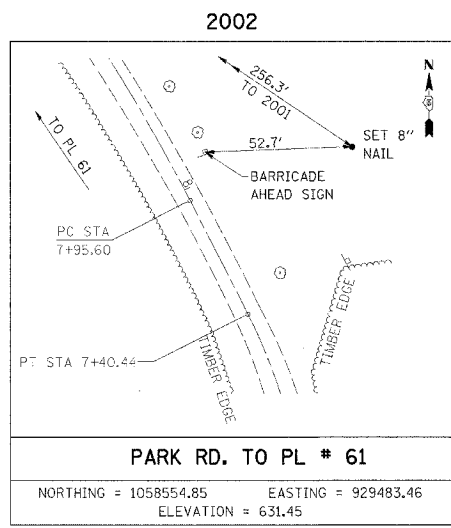 2002
256.3'
TO 2001
N
52.7'
SET 8"
NAIL
TO PL 61
BARRICADE
AHEAD SIGN
PC STA
7+95.60
PT STA 7+40.44
TIMBER EDGE
TIMBER EDGE
PARK RD. TO PL # 61
NORTHING = 1058554.85 EASTING = 929483.46
ELEVATION = 631.45